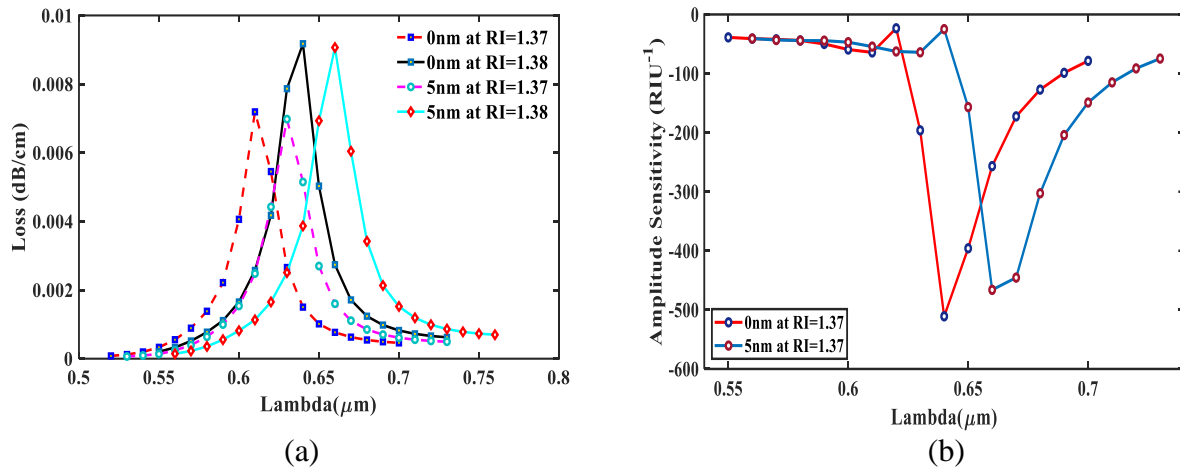 0.01
0.008
0.006
0.004
0.002
0
Loss (dB/cm)
0.5
0.55
0.6
0.65
0.7
0.75
0.8
Lambda(μm)
0nm at RI=1.37
0nm at RI=1.38
5nm at RI=1.37
5nm at RI=1.38
(a)
0
-100
-200
-300
-400
-500
-600
Amplitude Sensitivity (RIU⁻¹)
0.55
0.6
0.65
0.7
Lambda(μm)
0nm at RI=1.37
5nm at RI=1.37
(b)